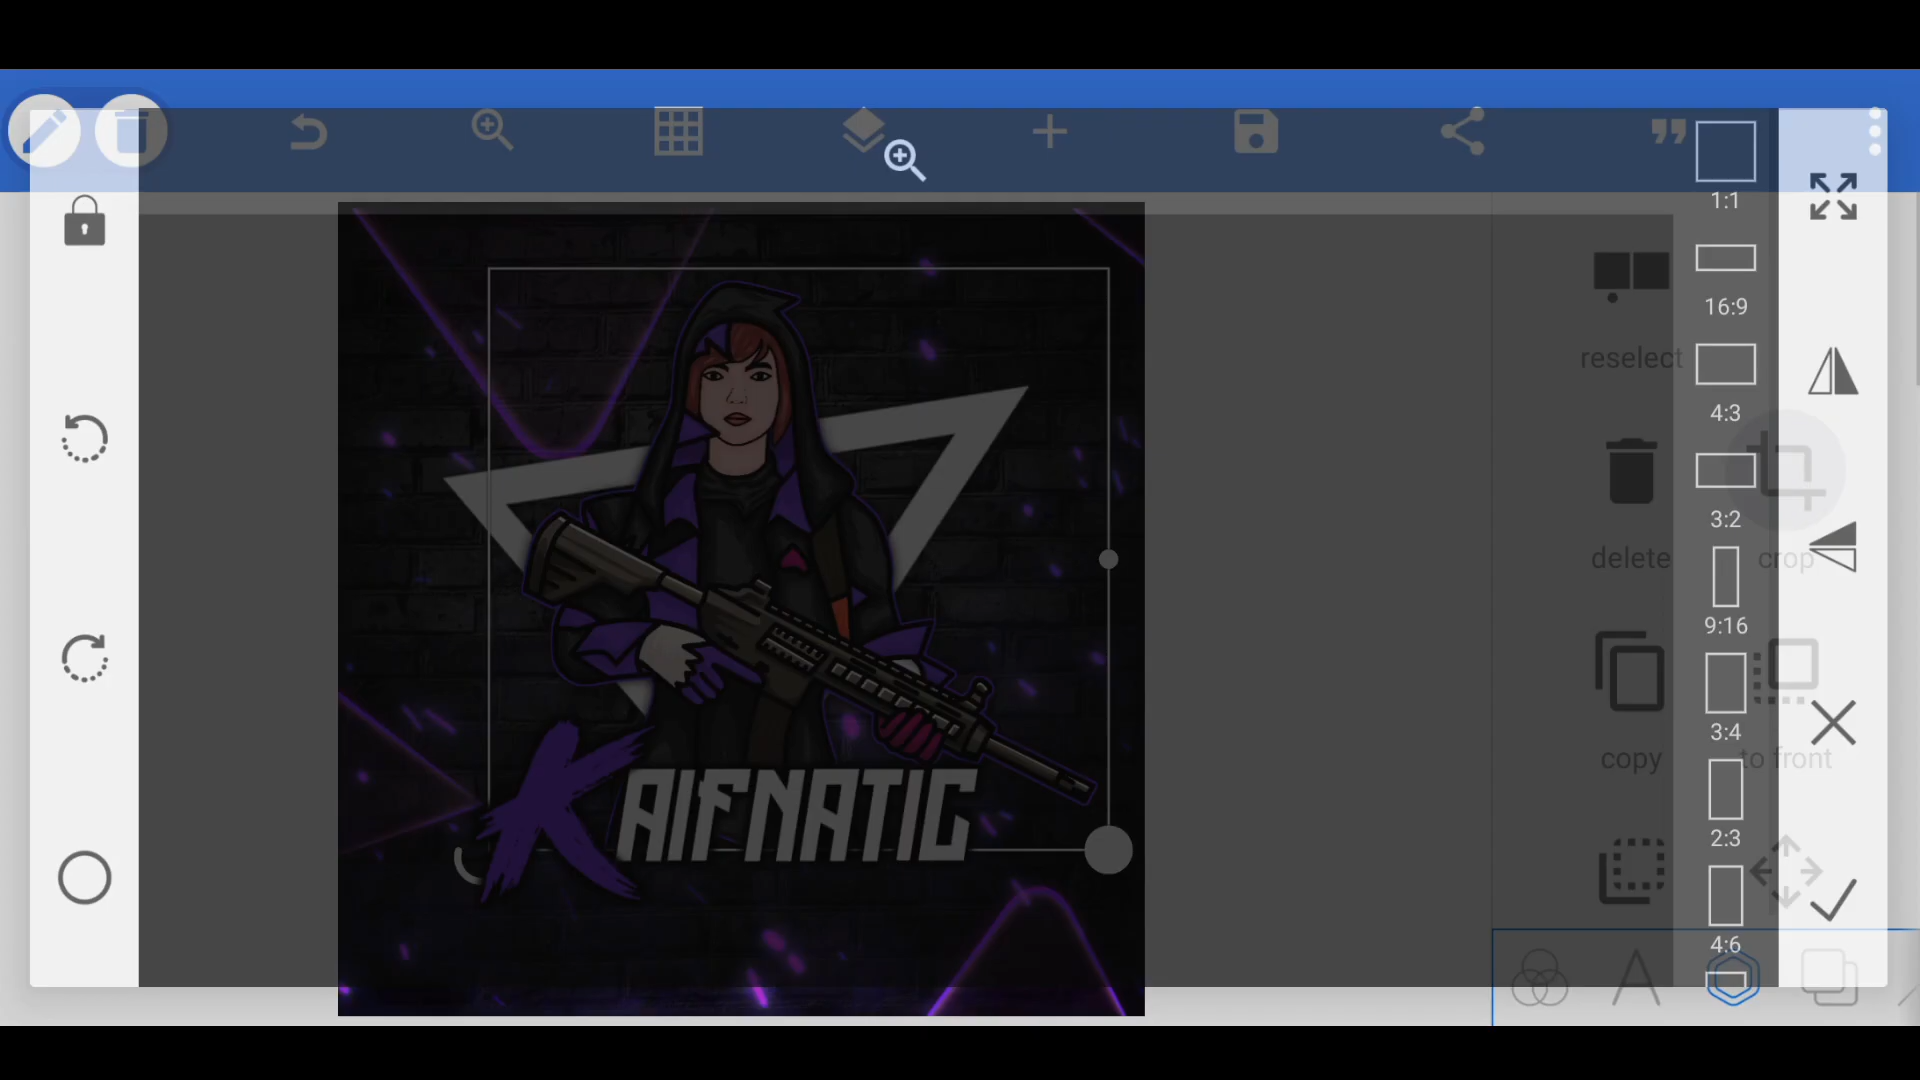 1:1
16:9
reselect
4:3
3:2
delete
crop
9:16
3:4
copy
to front
KAIFNATIC
2:3
4:6